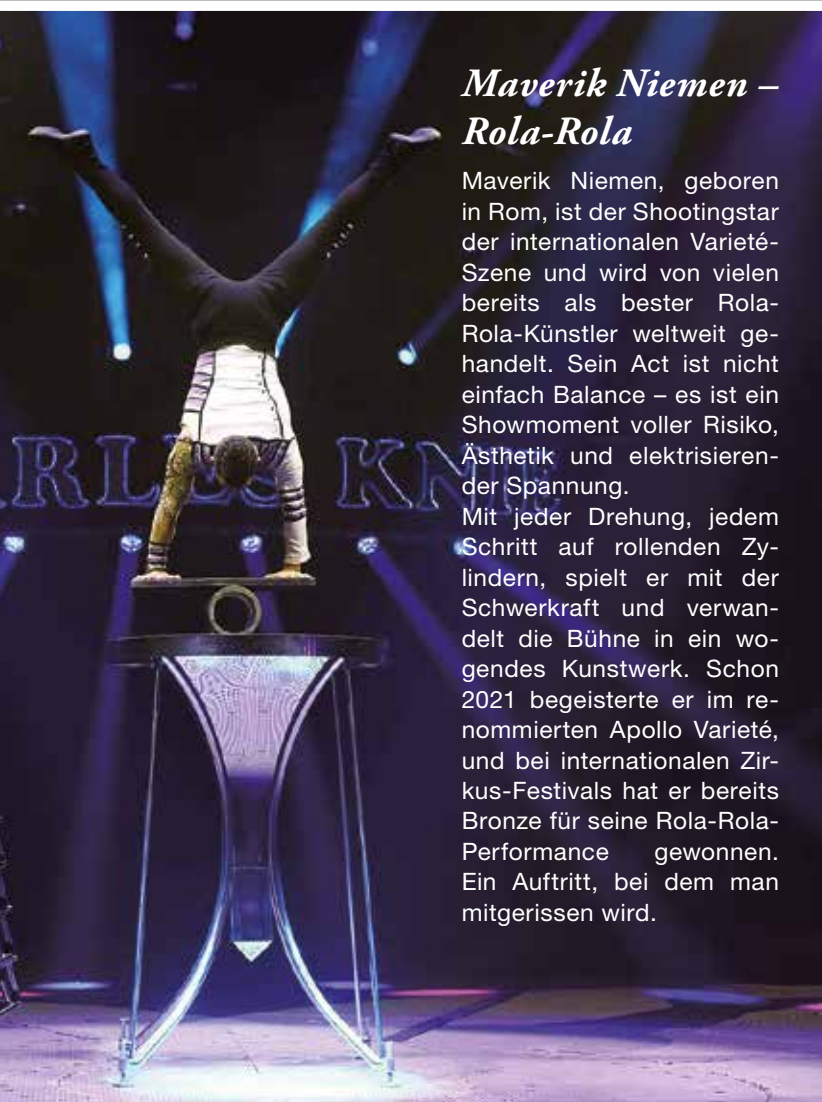 Maverik Niemen –
Rola-Rola
Maverik Niemen, geboren
in Rom, ist der Shootingstar
der internationalen Varieté-
Szene und wird von vielen
bereits als bester Rola-
Rola-Künstler weltweit ge-
handelt. Sein Act ist nicht
einfach Balance – es ist ein
Showmoment voller Risiko,
Ästhetik und elektrisieren-
der Spannung.
Mit jeder Drehung, jedem
Schritt auf rollenden Zy-
lindern, spielt er mit der
Schwerkraft und verwan-
delt die Bühne in ein wo-
gendes Kunstwerk. Schon
2021 begeisterte er im re-
nommierten Apollo Varieté,
und bei internationalen Zir-
kus-Festivals hat er bereits
Bronze für seine Rola-Rola-
Performance gewonnen.
Ein Auftritt, bei dem man
mitgerissen wird.
RLES KNIE